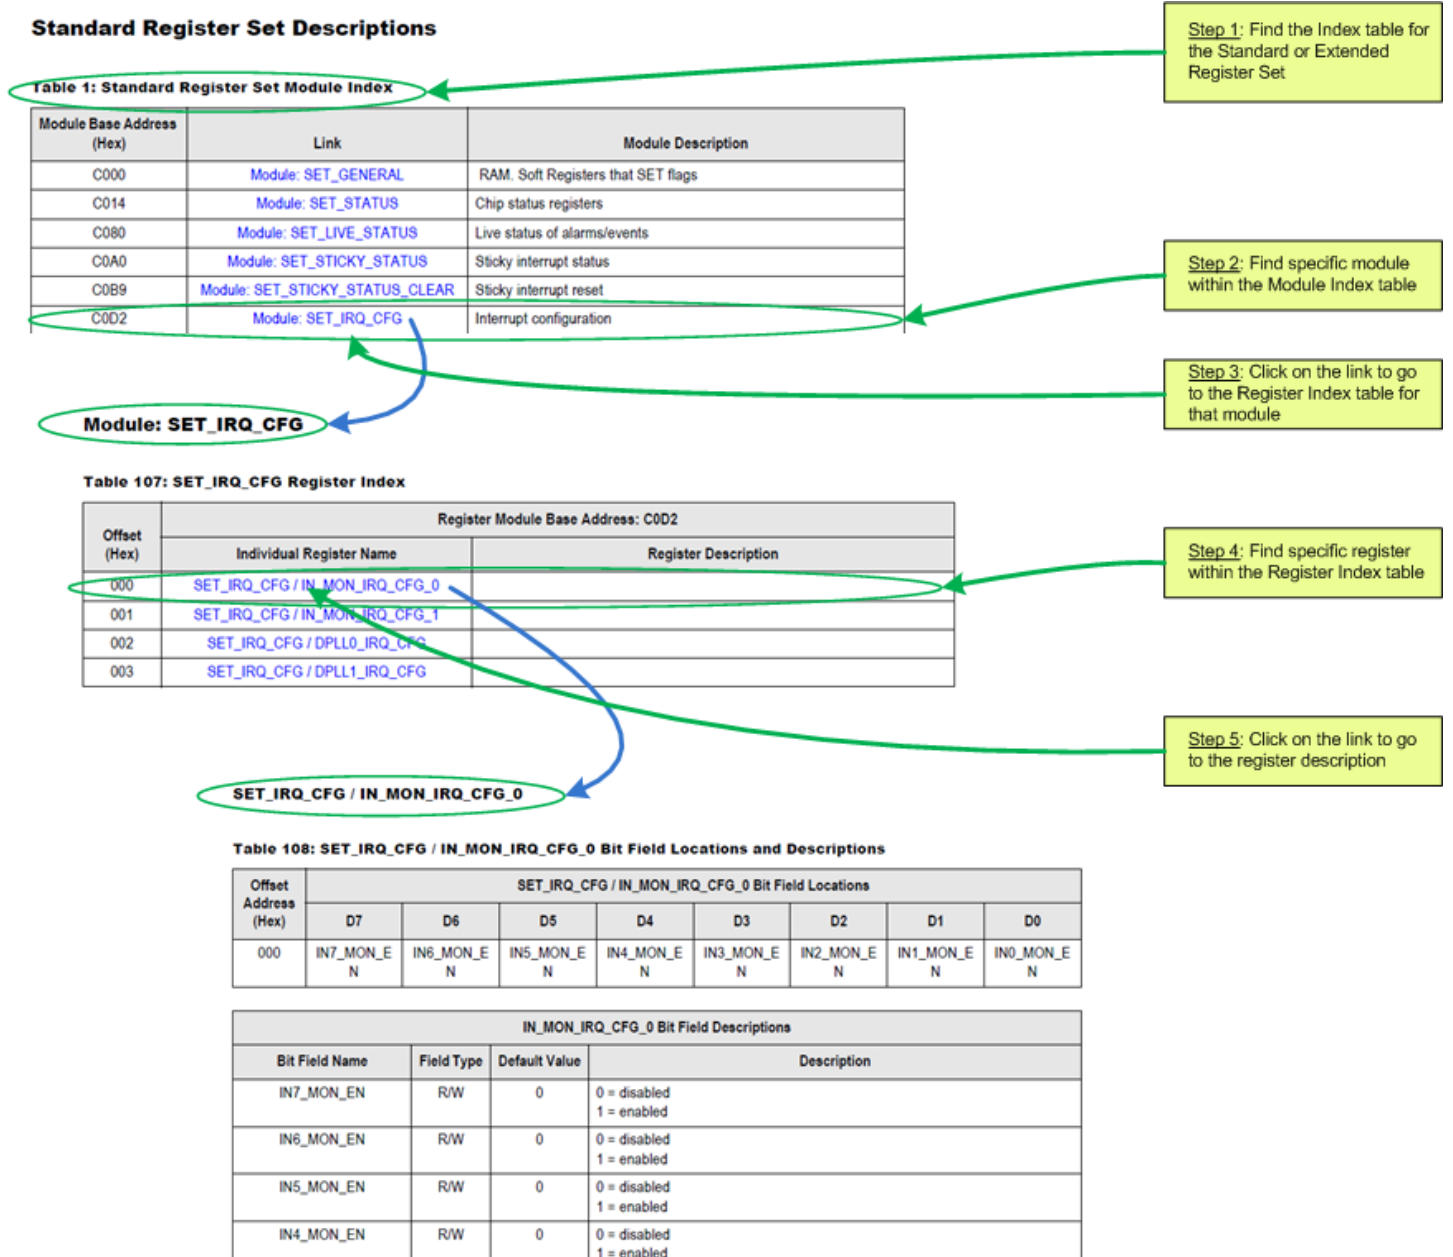 Standard Register Set Descriptions
Step 1: Find the Index table for
the Standard or Extended
Register Set
Table 1: Standard Register Set Module Index
Module Base Address
(Hex)
Link
Module Description
C000
Module: SET_GENERAL
RAM. Soft Registers that SET flags
C014
Module: SET_STATUS
Chip status registers
C080
Module: SET_LIVE_STATUS
Live status of alarms/events
C0A0
Module: SET_STICKY_STATUS
Sticky interrupt status
C0B9
Module: SET_STICKY_STATUS_CLEAR
Sticky interrupt reset
C0D2
Module: SET_IRQ_CFG
Interrupt configuration
Step 2: Find specific module
within the Module Index table
Step 3: Click on the link to go
to the Register Index table for
that module
Module: SET_IRQ_CFG
Table 107: SET_IRQ_CFG Register Index
Offset
(Hex)
Register Module Base Address: C0D2
Individual Register Name
Register Description
000
SET_IRQ_CFG / IN_MON_IRQ_CFG_0
001
SET_IRQ_CFG / IN_MON_IRQ_CFG_1
002
SET_IRQ_CFG / DPLL0_IRQ_CFG
003
SET_IRQ_CFG / DPLL1_IRQ_CFG
Step 4: Find specific register
within the Register Index table
Step 5: Click on the link to go
to the register description
SET_IRQ_CFG / IN_MON_IRQ_CFG_0
Table 108: SET_IRQ_CFG / IN_MON_IRQ_CFG_0 Bit Field Locations and Descriptions
Offset
Address
(Hex)
SET_IRQ_CFG / IN_MON_IRQ_CFG_0 Bit Field Locations
D7 D6 D5 D4 D3 D2 D1 D0
000
IN7_MON_E IN6_MON_E IN5_MON_E IN4_MON_E IN3_MON_E IN2_MON_E IN1_MON_E IN0_MON_E
N N N N N N N N
IN_MON_IRQ_CFG_0 Bit Field Descriptions
Bit Field Name
Field Type
Default Value
Description
IN7_MON_EN
R/W
0
0 = disabled
1 = enabled
IN6_MON_EN
R/W
0
0 = disabled
1 = enabled
IN5_MON_EN
R/W
0
0 = disabled
1 = enabled
IN4_MON_EN
R/W
0
0 = disabled
1 = enabled